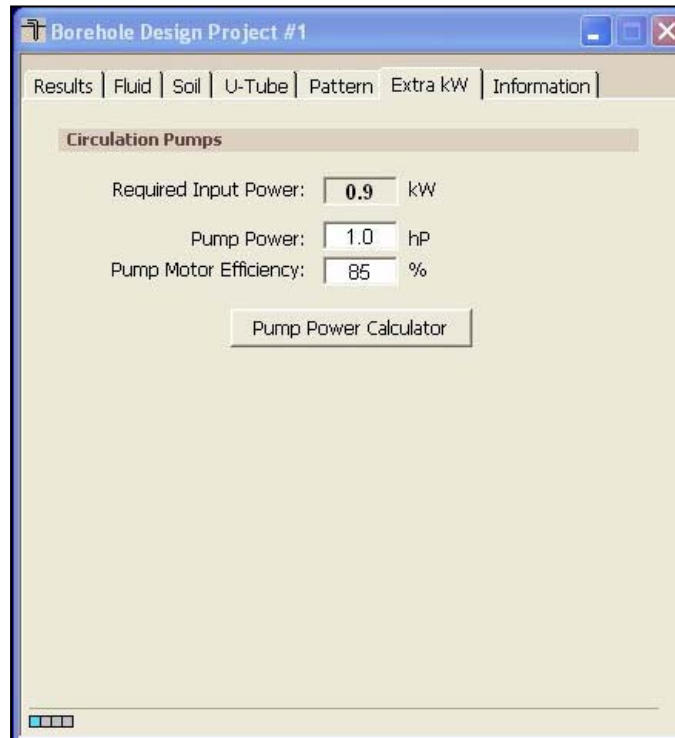 Borehole Design Project #1
Results Fluid Soil U-Tube Pattern Extra kW Information
Circulation Pumps
Required Input Power: 0.9 kW
Pump Power: 1.0 hP
Pump Motor Efficiency: 85 %
Pump Power Calculator